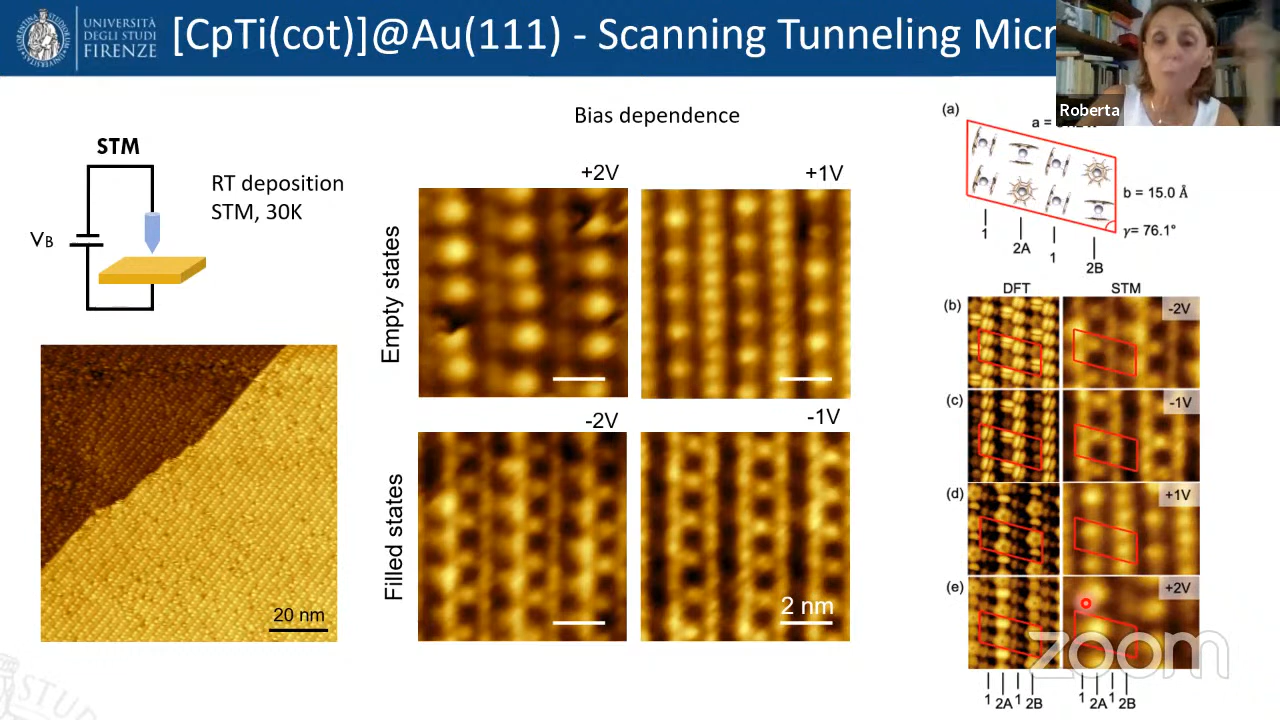 UNIVERSITÀ
DEGLI STUDI
FIRENZE
[CpTi(cot)]@Au(111) - Scanning Tunneling Micr
Roberta
STM
RT deposition
STM, 30K
VB
20 nm
Bias dependence
+2V
+1V
Empty states
-2V
-1V
Filled states
2 nm
(a)
a =
b = 15.0 Å
γ= 76.1°
1
2A
1
2B
DFT
STM
(b)
-2V
(c)
-1V
(d)
+1V
(e)
+2V
zoom
1 2A 1 2B
1 2A 1 2B
STUD